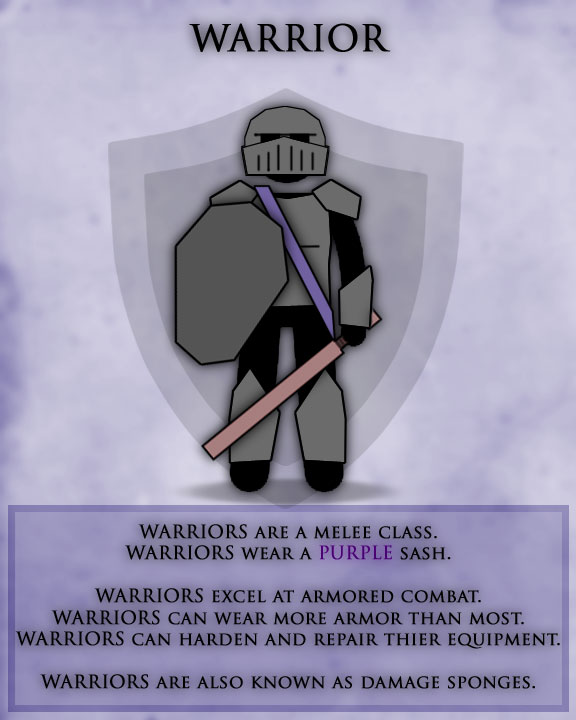 WARRIOR
WARRIORS ARE A MELEE CLASS.
WARRIORS WEAR A PURPLE SASH.
WARRIORS EXCEL AT ARMORED COMBAT.
WARRIORS CAN WEAR MORE ARMOR THAN MOST.
WARRIORS CAN HARDEN AND REPAIR THIER EQUIPMENT.
WARRIORS ARE ALSO KNOWN AS DAMAGE SPONGES.